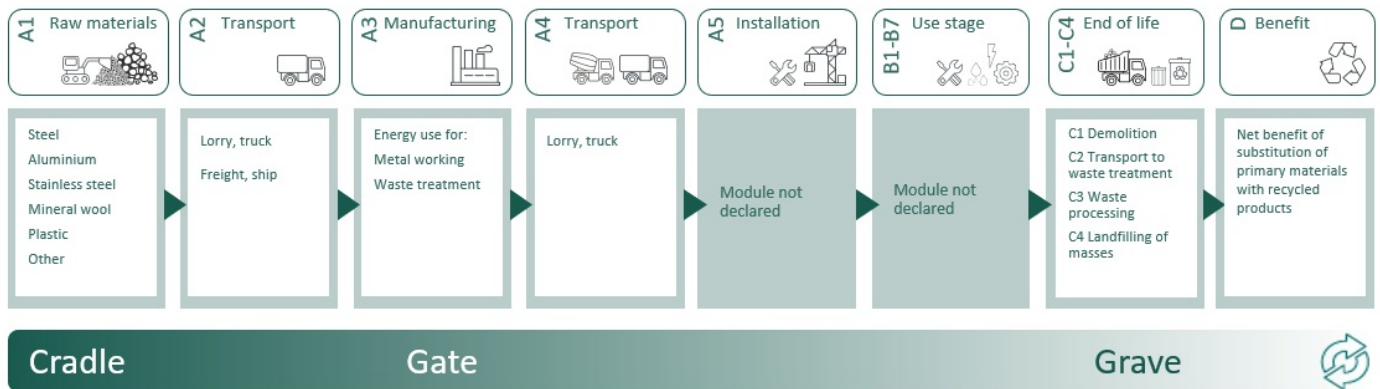 A1 Raw materials
A2 Transport
A3 Manufacturing
A4 Transport
A5 Installation
B1-B7 Use stage
C1-C4 End of life
D Benefit
Steel
Aluminium
Stainless steel
Mineral wool
Plastic
Other
Lorry, truck
Freight, ship
Energy use for:
Metal working
Waste treatment
Lorry, truck
Module not
declared
Module not
declared
C1 Demolition
C2 Transport to
waste treatment
C3 Waste
processing
C4 Landfilling of
masses
Net benefit of
substitution of
primary materials
with recycled
products
Cradle
Gate
Grave